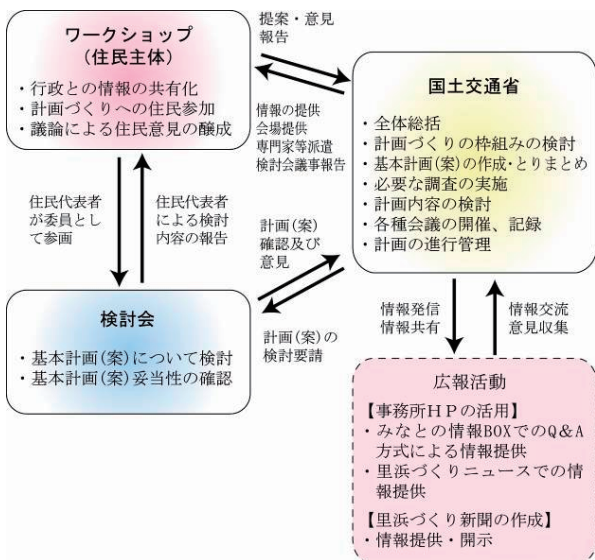 ワークショップ
(住民主体)
・行政との情報の共有化
・計画づくりへの住民参加
・議論による住民意見の醸成
提案・意見
報告
情報の提供
会場提供
専門家等派遣
検討会議事報告
国土交通省
・全体総括
・計画づくりの枠組みの検討
・基本計画(案)の作成・とりまとめ
・必要な調査の実施
・計画内容の検討
・各種会議の開催、記録
・計画の進行管理
住民代表者
が委員とし
て参画
住民代表者
による検討
内容の報告
計画(案)
確認及び
意見
計画(案)の
検討要請
検討会
・基本計画(案)について検討
・基本計画(案)妥当性の確認
情報発信
情報共有
情報交流
意見収集
広報活動
【事務所HPの活用】
・みなとの情報BOXでのQ&A
方式による情報提供
・里浜づくりニュースでの情
報提供
【里浜づくり新聞の作成】
・情報提供・開示